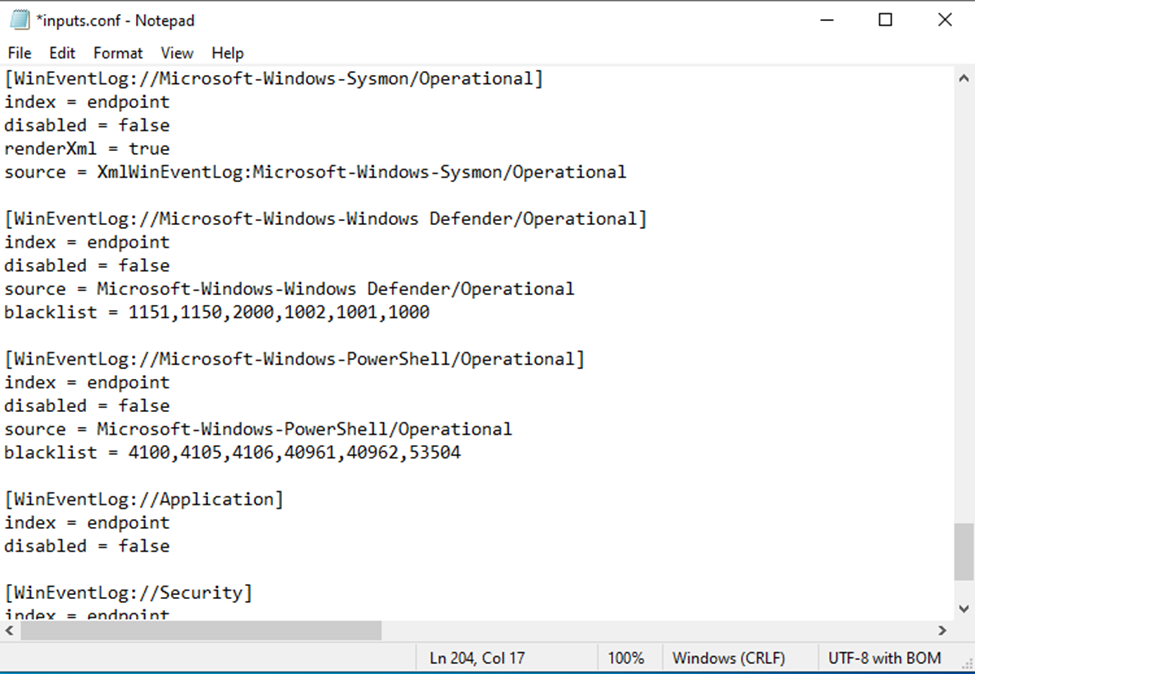 *inputs.conf - Notepad
File Edit Format View Help
[WinEventLog://Microsoft-Windows-Sysmon/Operational]
index = endpoint
disabled = false
renderXml = true
source = XmlWinEventLog:Microsoft-Windows-Sysmon/Operational
[WinEventLog://Microsoft-Windows-Windows Defender/Operational]
index = endpoint
disabled = false
source = Microsoft-Windows-Windows Defender/Operational
blacklist = 1151,1150,2000,1002,1001,1000
[WinEventLog://Microsoft-Windows-PowerShell/Operational]
index = endpoint
disabled = false
source = Microsoft-Windows-PowerShell/Operational
blacklist = 4100,4105,4106,40961,40962,53504
[WinEventLog://Application]
index = endpoint
disabled = false
[WinEventLog://Security]
index = endpoint
Ln 204, Col 17 100% Windows (CRLF) UTF-8 with BOM